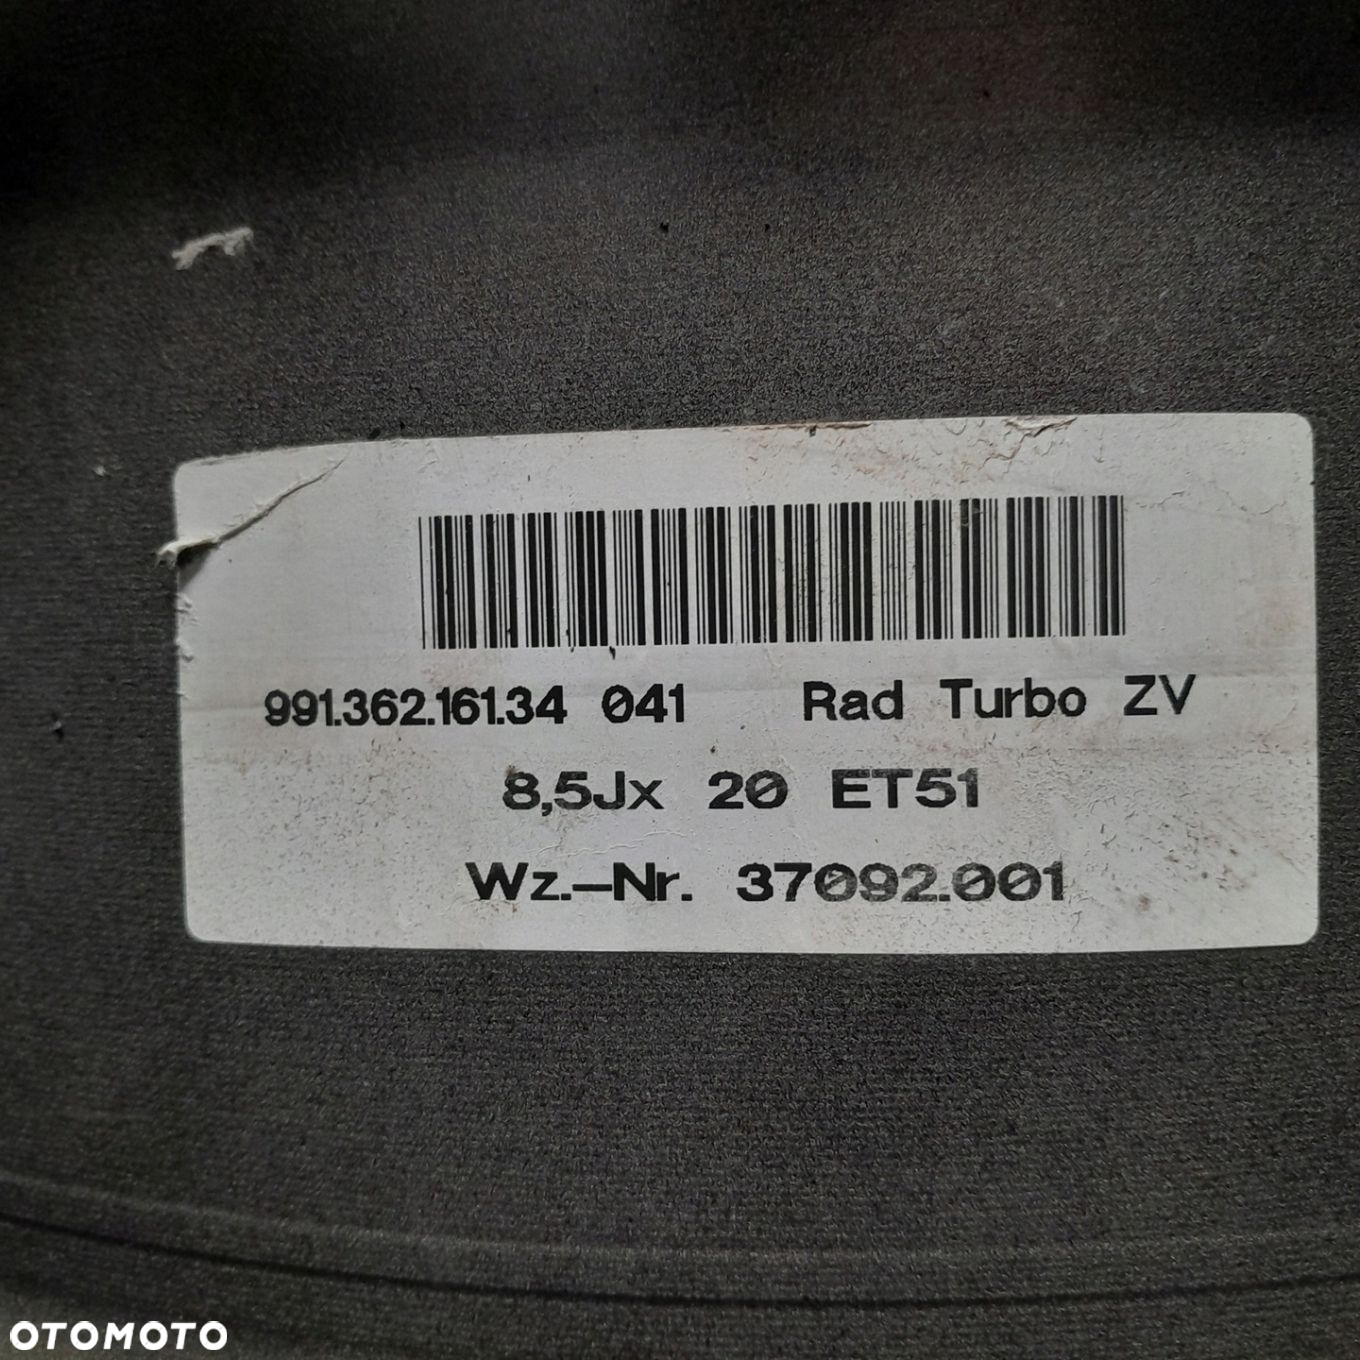 991.362.161.34 041 Rad Turbo ZV
8,5Jx 20 ET51
Wz.-Nr. 37092.001
OTOMOTO